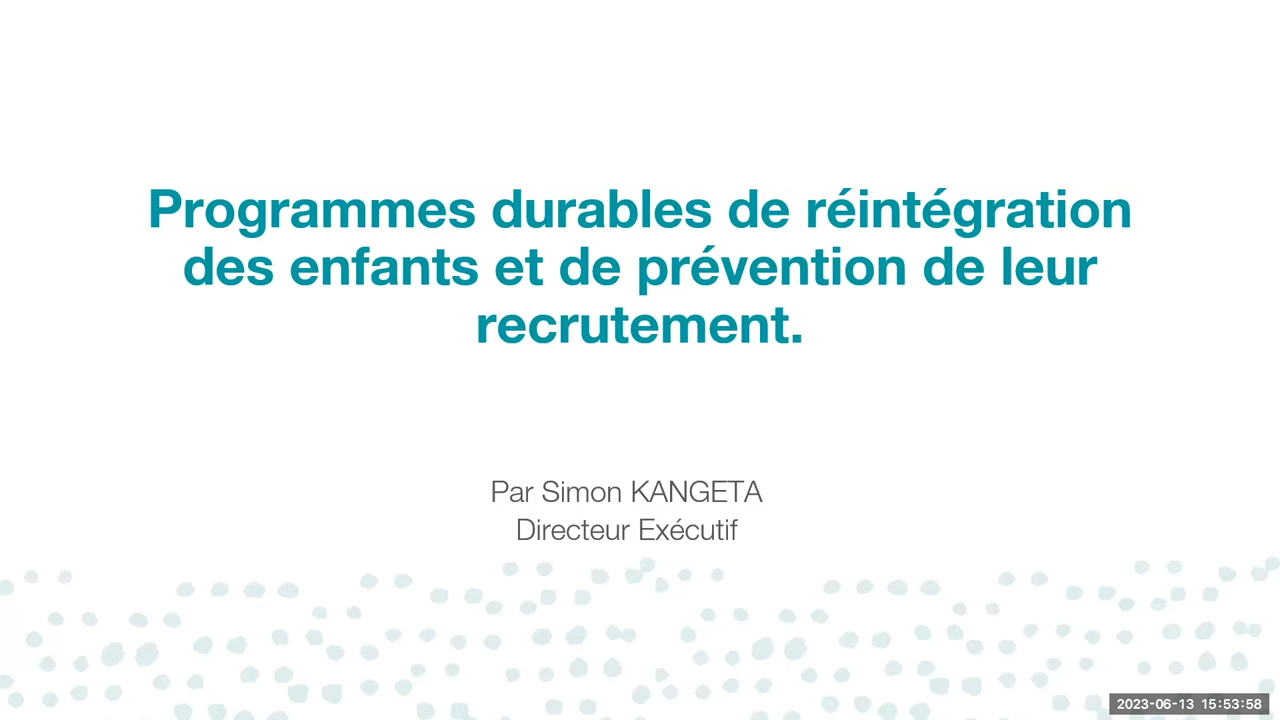 Programmes durables de réintégration
des enfants et de prévention de leur
recrutement.
Par Simon KANGETA
Directeur Exécutif
2023-06-13 15:53:58